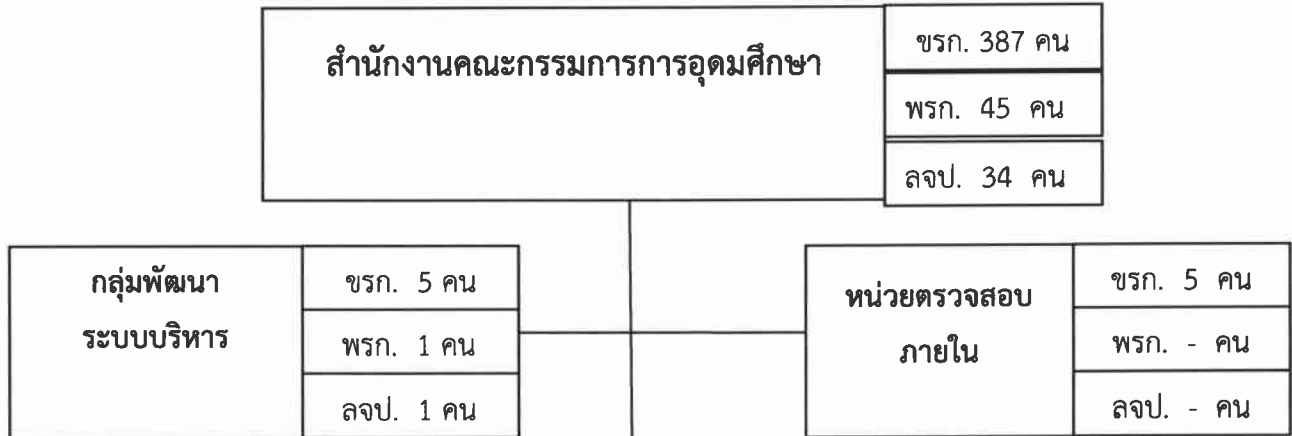 สำนักงานคณะกรรมการการอุดมศึกษา
ขรก. 387 คน
พรก. 45 คน
ลจป. 34 คน
กลุ่มพัฒนา
ระบบบริหาร
ขรก. 5 คน
พรก. 1 คน
ลจป. 1 คน
หน่วยตรวจสอบ
ภายใน
ขรก. 5 คน
พรก. - คน
ลจป. - คน